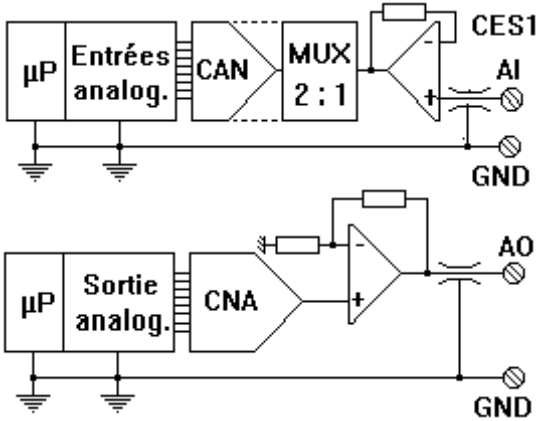 CES1
µP
Entrées
analog.
CAN
MUX
2 : 1
-
+
AI
GND
µP
Sortie
analog.
CNA
-
+
AO
GND